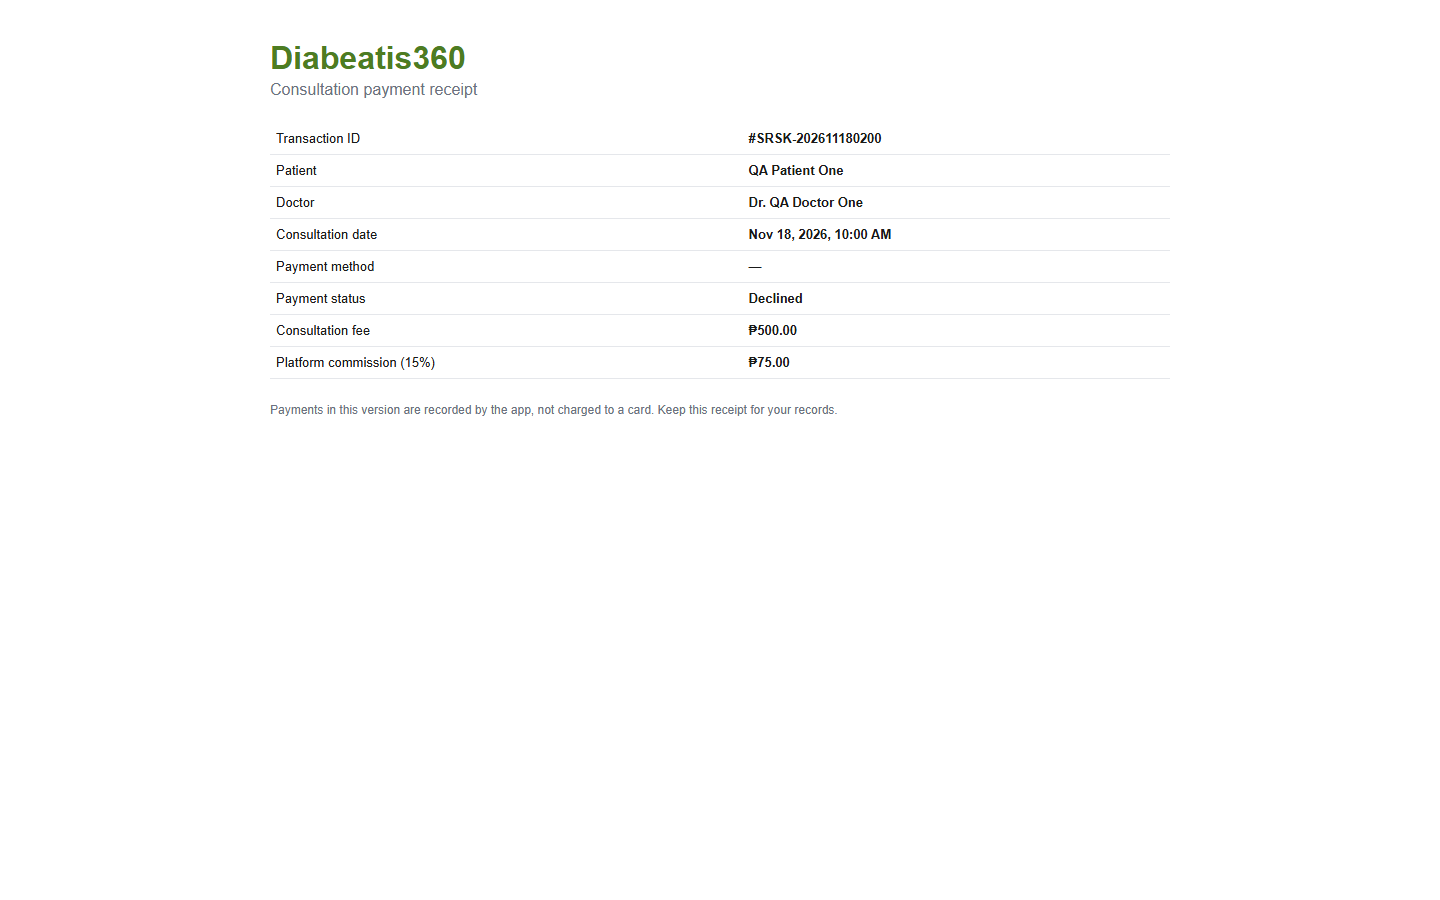 Diabeatis360
Consultation payment receipt
Transaction ID #SRSK-202611180200
Patient QA Patient One
Doctor Dr. QA Doctor One
Consultation date Nov 18, 2026, 10:00 AM
Payment method —
Payment status Declined
Consultation fee ₱500.00
Platform commission (15%) ₱75.00
Payments in this version are recorded by the app, not charged to a card. Keep this receipt for your records.